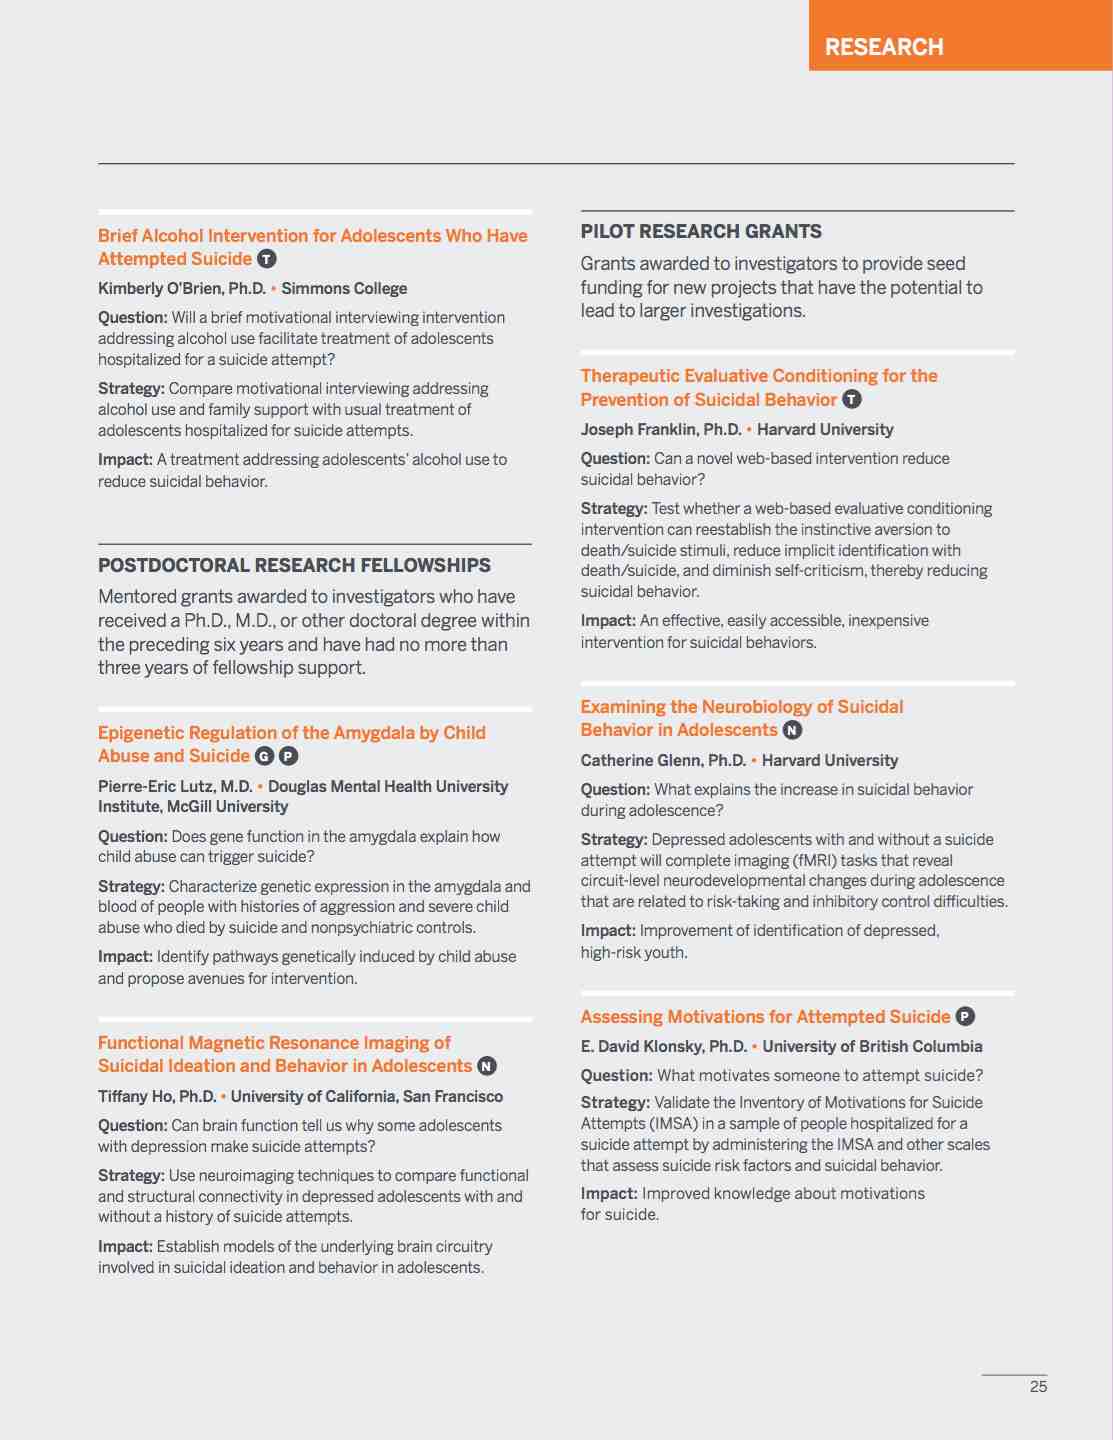 RESEARCH
Brief Alcohol Intervention for Adolescents Who Have
Attempted Suicide T
Kimberly O’Brien, Ph.D. • Simmons College
Question: Will a brief motivational interviewing intervention
addressing alcohol use facilitate treatment of adolescents
hospitalized for a suicide attempt?
Strategy: Compare motivational interviewing addressing
alcohol use and family support with usual treatment of
adolescents hospitalized for suicide attempts.
Impact: A treatment addressing adolescents’ alcohol use to
reduce suicidal behavior.
POSTDOCTORAL RESEARCH FELLOWSHIPS
Mentored grants awarded to investigators who have
received a Ph.D., M.D., or other doctoral degree within
the preceding six years and have had no more than
three years of fellowship support.
Epigenetic Regulation of the Amygdala by Child
Abuse and Suicide G P
Pierre-Eric Lutz, M.D. • Douglas Mental Health University
Institute, McGill University
Question: Does gene function in the amygdala explain how
child abuse can trigger suicide?
Strategy: Characterize genetic expression in the amygdala and
blood of people with histories of aggression and severe child
abuse who died by suicide and nonpsychiatric controls.
Impact: Identify pathways genetically induced by child abuse
and propose avenues for intervention.
Functional Magnetic Resonance Imaging of
Suicidal Ideation and Behavior in Adolescents N
Tiffany Ho, Ph.D. • University of California, San Francisco
Question: Can brain function tell us why some adolescents
with depression make suicide attempts?
Strategy: Use neuroimaging techniques to compare functional
and structural connectivity in depressed adolescents with and
without a history of suicide attempts.
Impact: Establish models of the underlying brain circuitry
involved in suicidal ideation and behavior in adolescents.
PILOT RESEARCH GRANTS
Grants awarded to investigators to provide seed
funding for new projects that have the potential to
lead to larger investigations.
Therapeutic Evaluative Conditioning for the
Prevention of Suicidal Behavior T
Joseph Franklin, Ph.D. • Harvard University
Question: Can a novel web-based intervention reduce
suicidal behavior?
Strategy: Test whether a web-based evaluative conditioning
intervention can reestablish the instinctive aversion to
death/suicide stimuli, reduce implicit identification with
death/suicide, and diminish self-criticism, thereby reducing
suicidal behavior.
Impact: An effective, easily accessible, inexpensive
intervention for suicidal behaviors.
Examining the Neurobiology of Suicidal
Behavior in Adolescents N
Catherine Glenn, Ph.D. • Harvard University
Question: What explains the increase in suicidal behavior
during adolescence?
Strategy: Depressed adolescents with and without a suicide
attempt will complete imaging (fMRI) tasks that reveal
circuit-level neurodevelopmental changes during adolescence
that are related to risk-taking and inhibitory control difficulties.
Impact: Improvement of identification of depressed,
high-risk youth.
Assessing Motivations for Attempted Suicide P
E. David Klonsky, Ph.D. • University of British Columbia
Question: What motivates someone to attempt suicide?
Strategy: Validate the Inventory of Motivations for Suicide
Attempts (IMSA) in a sample of people hospitalized for a
suicide attempt by administering the IMSA and other scales
that assess suicide risk factors and suicidal behavior.
Impact: Improved knowledge about motivations
for suicide.
25